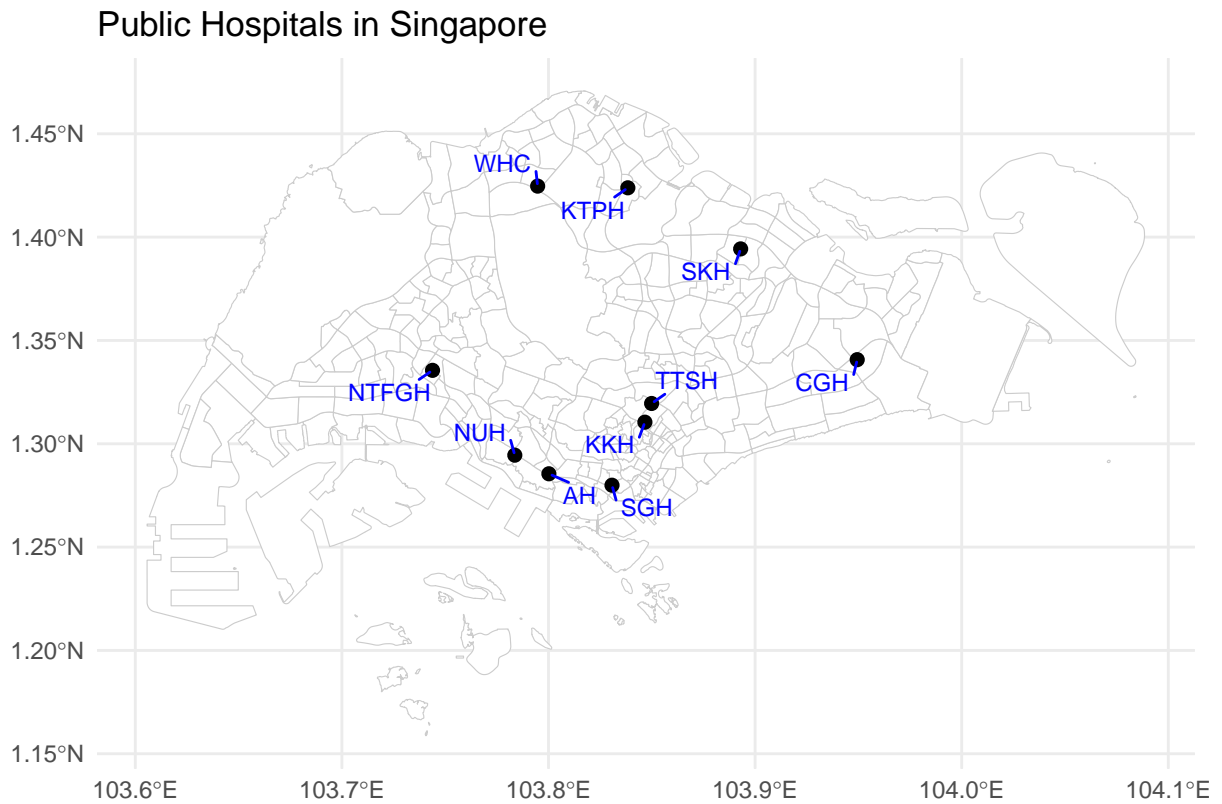 Public Hospitals in Singapore
1.45°N
WHC
KTPH
1.40°N
SKH
1.35°N
TTSH
CGH
NTFGH
NUH
KKH
1.30°N
AH
SGH
1.25°N
1.20°N
1.15°N
103.6°E 103.7°E 103.8°E 103.9°E 104.0°E 104.1°E